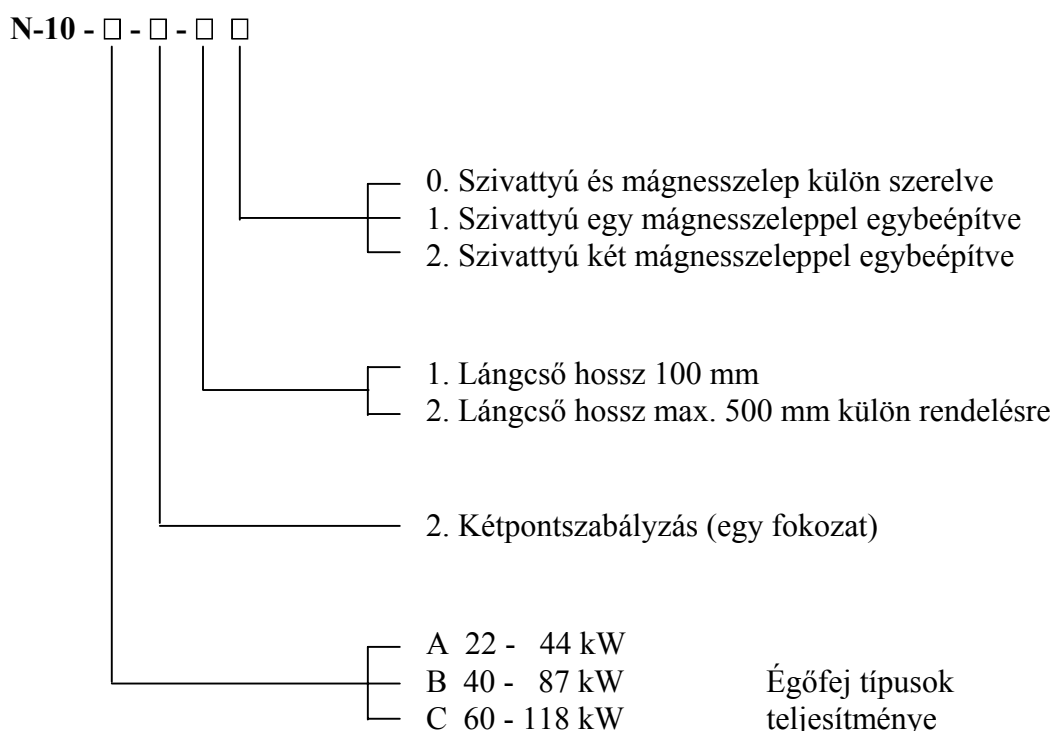 N-10 - □ - □ - □ □
0. Szivattyú és mágnesszelep külön szerelve
1. Szivattyú egy mágnesszeleppel egybeépítve
2. Szivattyú két mágnesszeleppel egybeépítve
1. Lángcső hossz 100 mm
2. Lángcső hossz max. 500 mm külön rendelésre
2. Kétpontszabályzás (egy fokozat)
A 22 - 44 kW
B 40 - 87 kW Égőfej típusok
C 60 - 118 kW teljesítménye